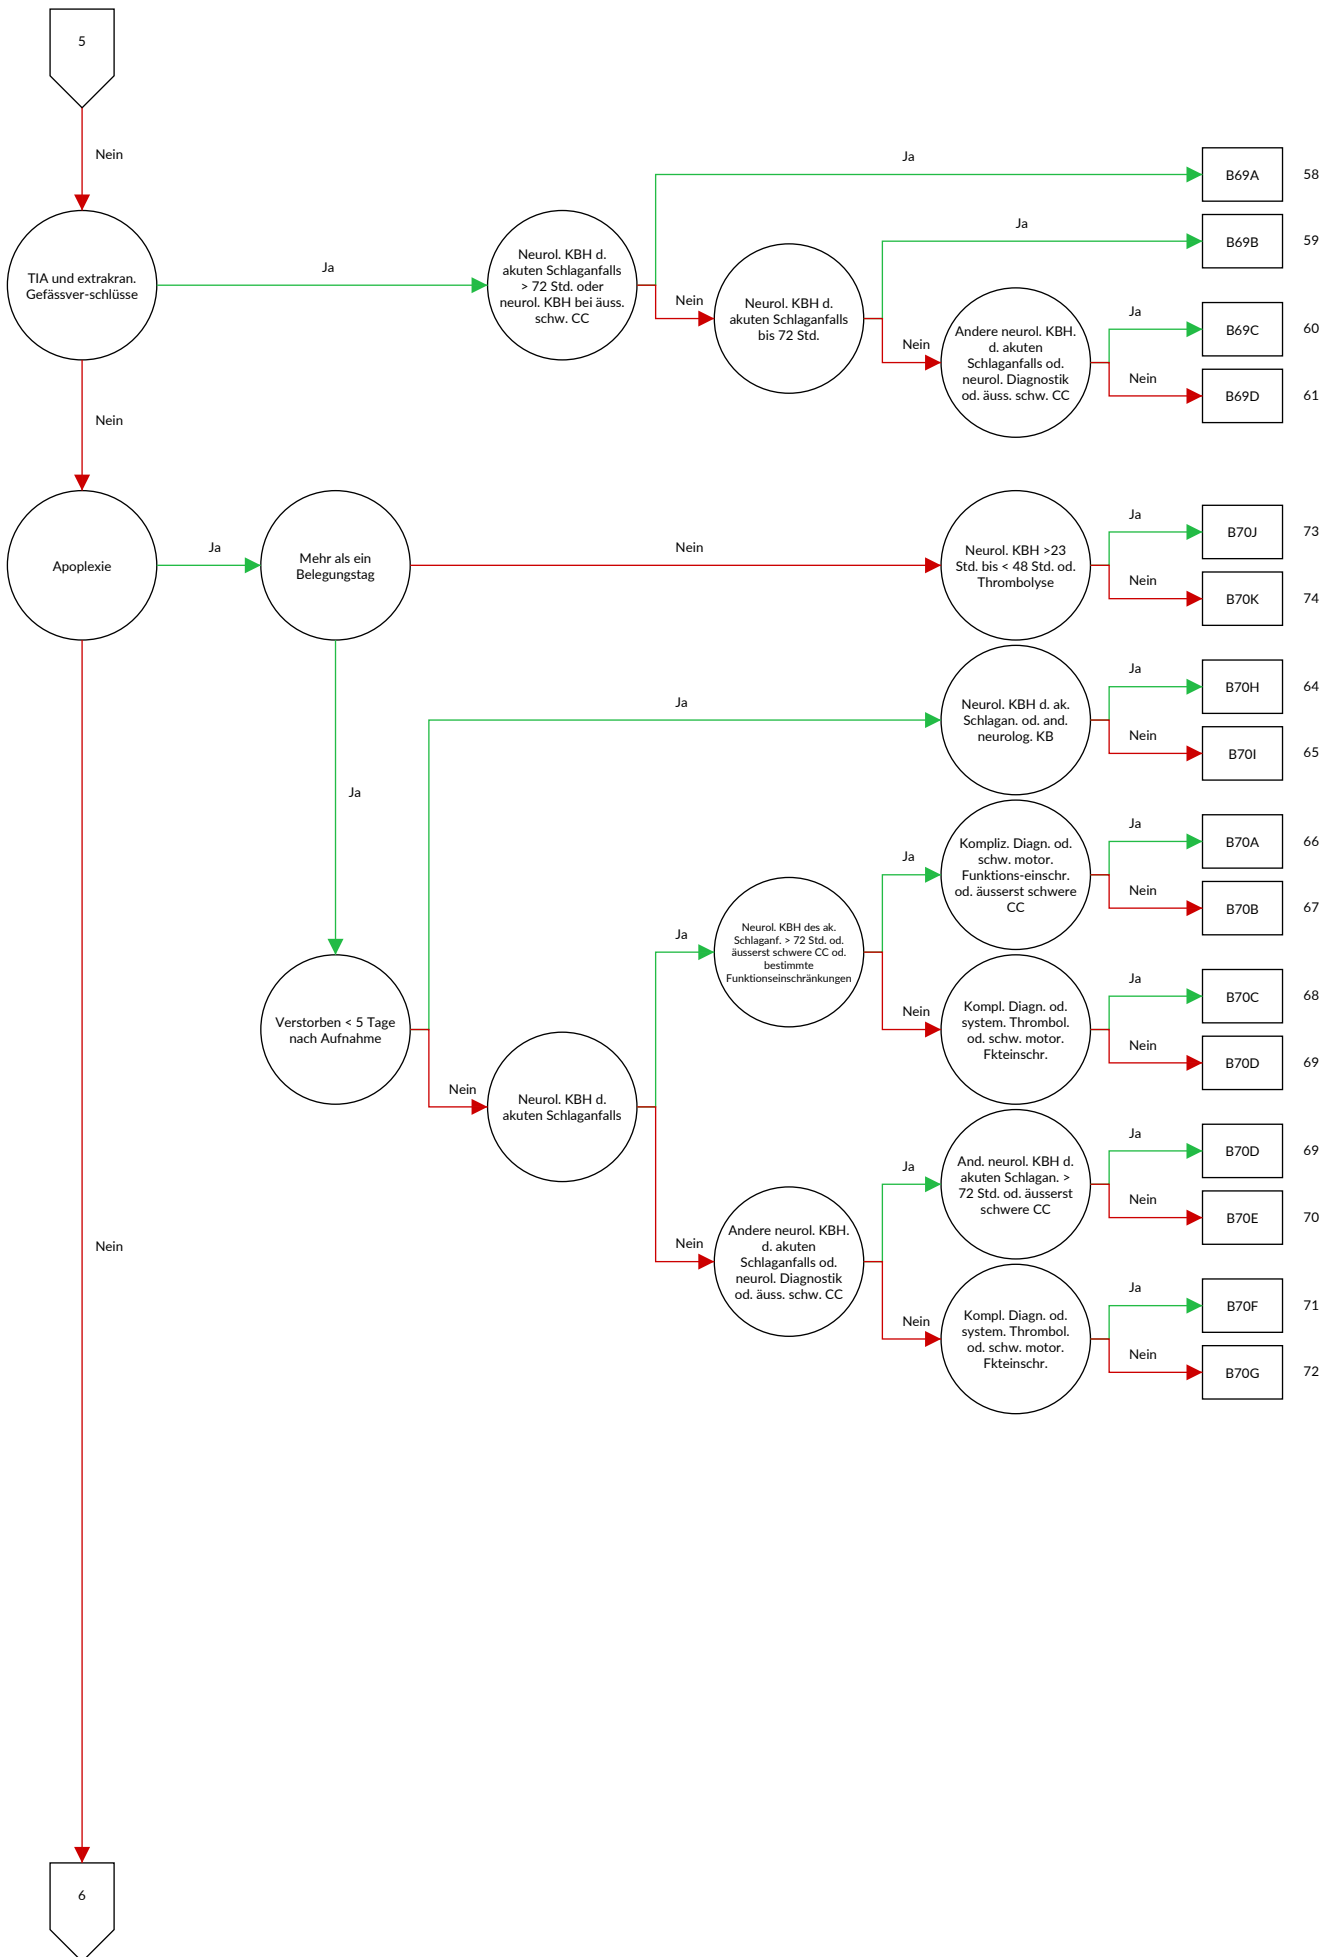 5
Nein
TIA und extrakran.
Gefässver-schlüsse
Ja
Neurol. KBH d.
akuten Schlaganfalls
> 72 Std. oder
neurol. KBH bei äuss.
schw. CC
Ja
B69A
58
Nein
Neurol. KBH d.
akuten Schlaganfalls
bis 72 Std.
Ja
B69B
59
Nein
Andere neurol. KBH.
d. akuten
Schlaganfalls od.
neurol. Diagnostik
od. äuss. schw. CC
Ja
B69C
60
Nein
B69D
61
Nein
Apoplexie
Ja
Mehr als ein
Belegungstag
Nein
Neurol. KBH >23
Std. bis < 48 Std. od.
Thrombolyse
Ja
B70J
73
Nein
B70K
74
Ja
Verstorben < 5 Tage
nach Aufnahme
Ja
Neurol. KBH d. ak.
Schlagan. od. and.
neurolog. KB
Ja
B70H
64
Nein
B70I
65
Nein
Neurol. KBH d.
akuten Schlaganfalls
Ja
Neurol. KBH des ak.
Schlaganf. > 72 Std. od.
äusserst schwere CC od.
bestimmte
Funktionseinschränkungen
Ja
Kompliz. Diagn. od.
schw. motor.
Funktions-einschr.
od. äusserst schwere
CC
Ja
B70A
66
Nein
B70B
67
Nein
Kompl. Diagn. od.
system. Thrombol.
od. schw. motor.
Fkteinschr.
Ja
B70C
68
Nein
B70D
69
Nein
Andere neurol. KBH.
d. akuten
Schlaganfalls od.
neurol. Diagnostik
od. äuss. schw. CC
Ja
And. neurol. KBH d.
akuten Schlagan. >
72 Std. od. äusserst
schwere CC
Ja
B70D
69
Nein
B70E
70
Nein
Kompl. Diagn. od.
system. Thrombol.
od. schw. motor.
Fkteinschr.
Ja
B70F
71
Nein
B70G
72
Nein
6